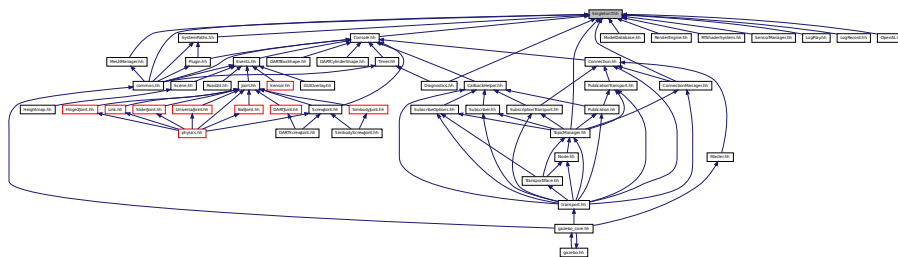 SingletonT.hh
SystemPaths.hh
Console.hh
ModelDatabase.hh
RenderEngine.hh
RTShaderSystem.hh
SensorManager.hh
LogPlay.hh
LogRecord.hh
OpenAL.hh
MeshManager.hh
Plugin.hh
Events.hh
DARTBoxShape.hh
DARTCylinderShape.hh
Timer.hh
Connection.hh
common.hh
Scene.hh
Road2d.hh
Joint.hh
Sensor.hh
GUIOverlay.hh
Diagnostics.hh
CallbackHelper.hh
PublicationTransport.hh
ConnectionManager.hh
Heightmap.hh
HingeJoint.hh
Link.hh
SliderJoint.hh
UniversalJoint.hh
BallJoint.hh
DARTJoint.hh
ScrewJoint.hh
SimbodyJoint.hh
SubscribeOptions.hh
Subscriber.hh
SubscriptionTransport.hh
Publication.hh
physics.hh
DARTScrewJoint.hh
SimbodyScrewJoint.hh
TopicManager.hh
Node.hh
Master.hh
TransportIface.hh
transport.hh
gazebo_core.hh
gazebo.hh